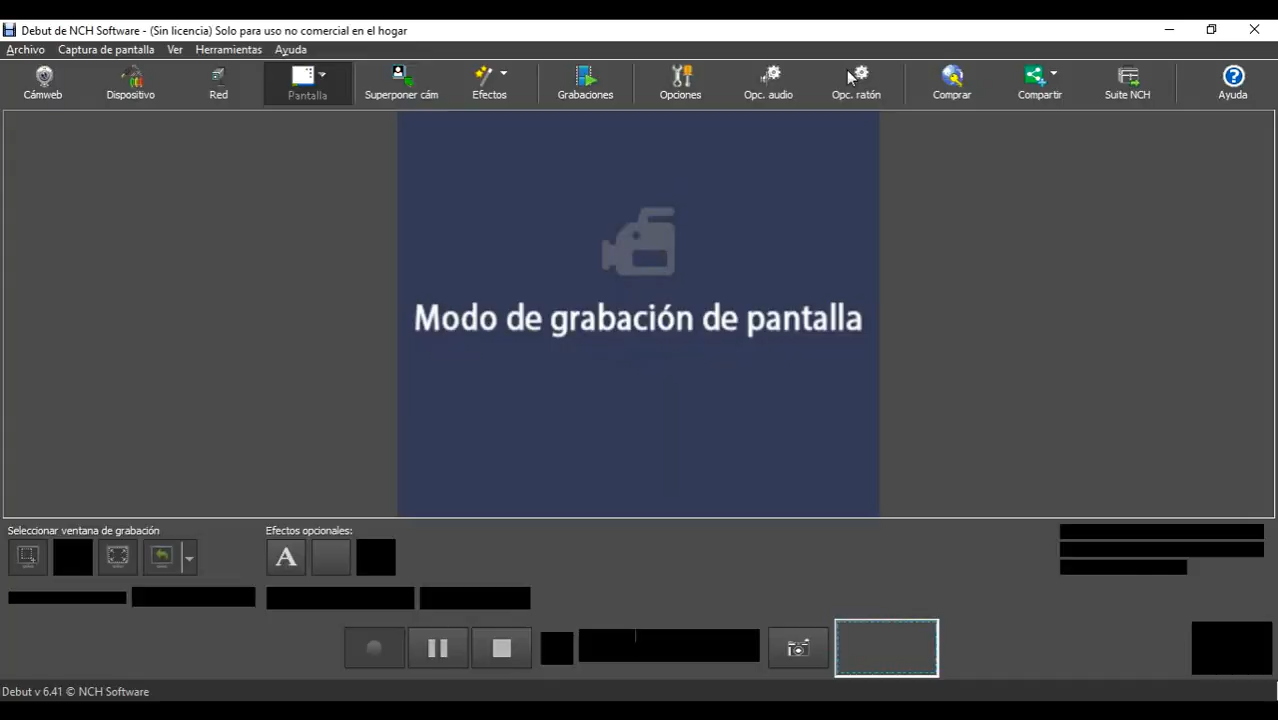 Debut de NCH Software - (Sin licencia) Solo para uso no comercial en el hogar
Archivo Captura de pantalla Ver Herramientas Ayuda
Cámweb Dispositivo Red Pantalla Superponer cám Efectos Grabaciones Opciones Opc. audio Opc. ratón Comprar Compartir Suite NCH Ayuda
Modo de grabación de pantalla
Seleccionar ventana de grabación Efectos opcionales:
A
Debut v 6.41 © NCH Software